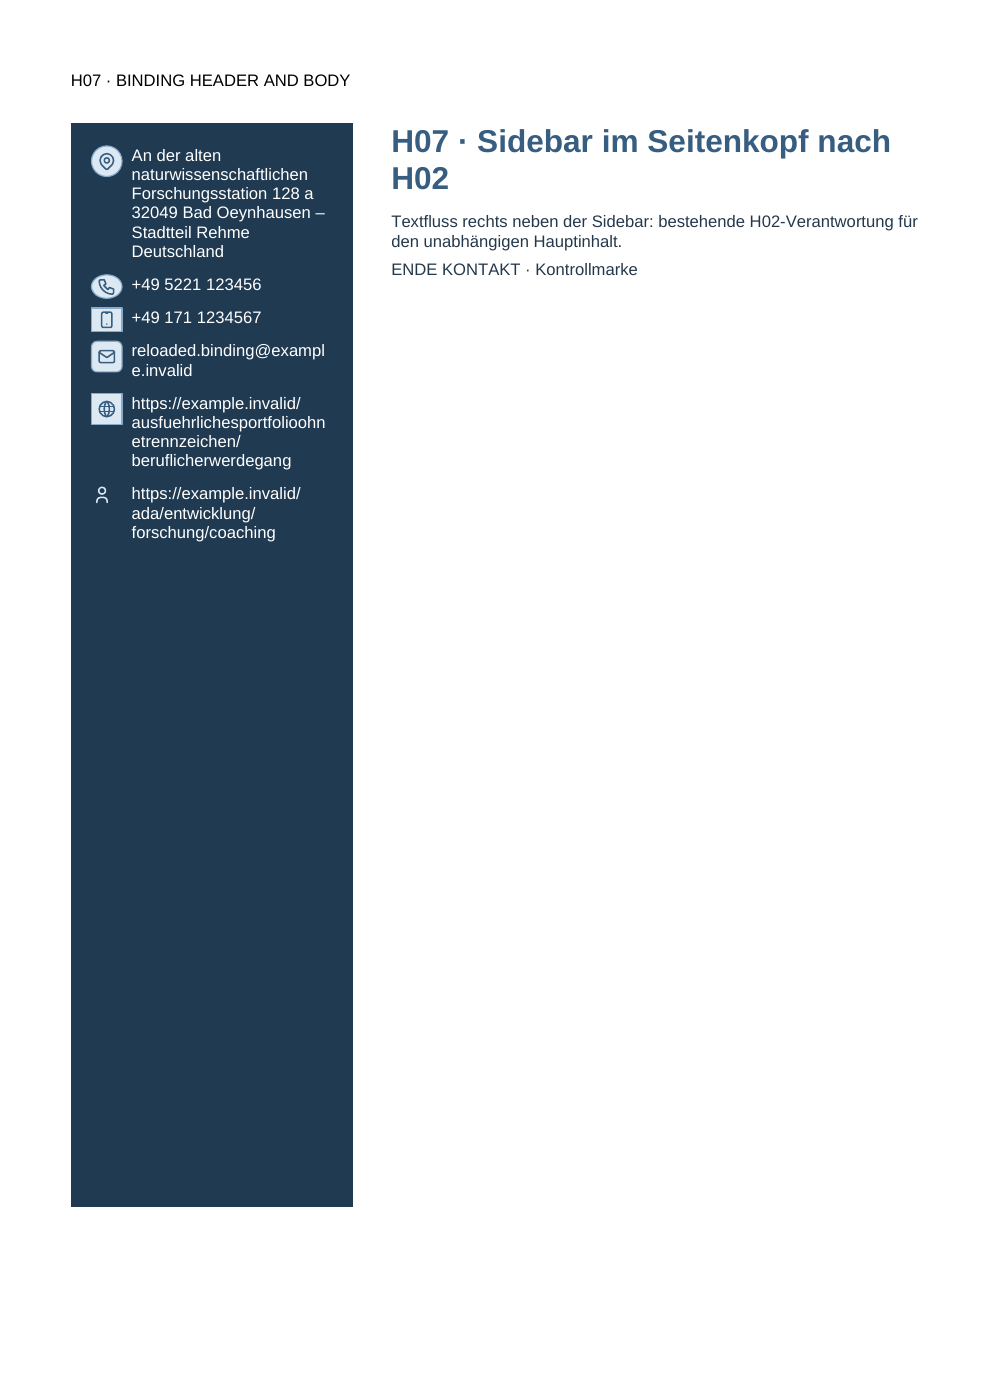 H07 · BINDING HEADER AND BODY
An der alten
naturwissenschaftlichen
Forschungsstation 128 a
32049 Bad Oeynhausen –
Stadtteil Rehme
Deutschland
+49 5221 123456
+49 171 1234567
reloaded.binding@exampl
e.invalid
https://example.invalid/
ausfuehrlichesportfolioohn
etrennzeichen/
beruflicherwerdegang
https://example.invalid/
ada/entwicklung/
forschung/coaching
H07 · Sidebar im Seitenkopf nach
H02
Textfluss rechts neben der Sidebar: bestehende H02-Verantwortung für
den unabhängigen Hauptinhalt.
ENDE KONTAKT · Kontrollmarke